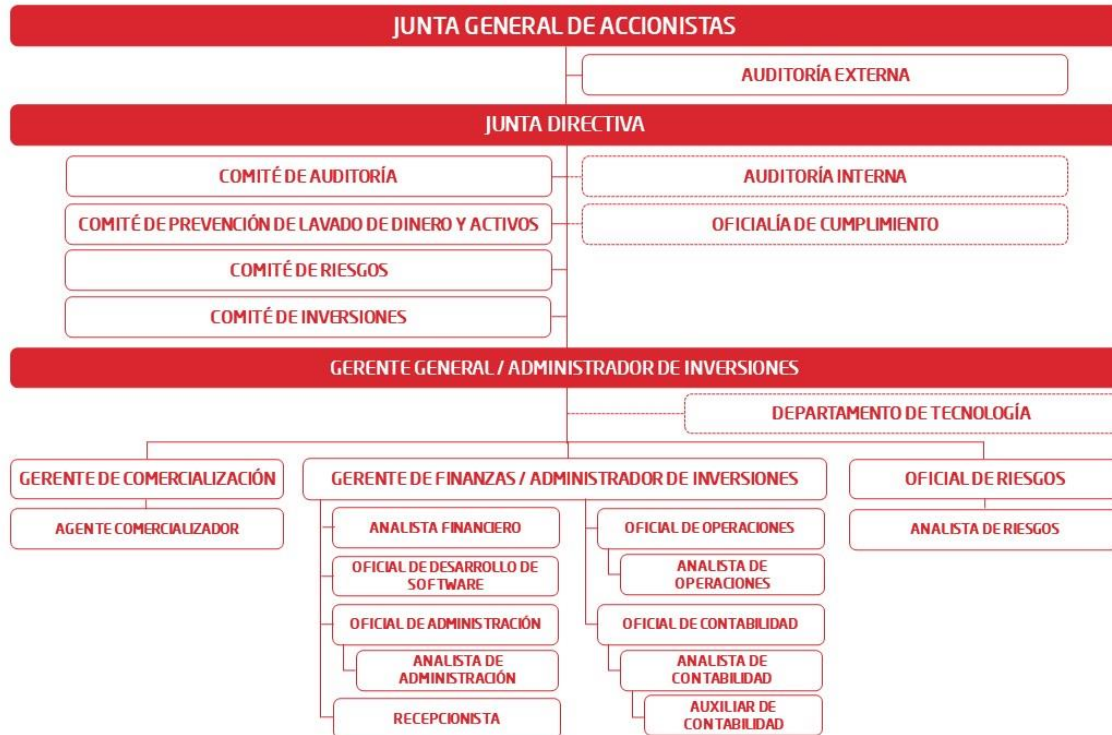 JUNTA GENERAL DE ACCIONISTAS
AUDITORÍA EXTERNA
JUNTA DIRECTIVA
COMITÉ DE AUDITORÍA
AUDITORÍA INTERNA
COMITÉ DE PREVENCIÓN DE LAVADO DE DINERO Y ACTIVOS
OFICIALÍA DE CUMPLIMIENTO
COMITÉ DE RIESGOS
COMITÉ DE INVERSIONES
GERENTE GENERAL / ADMINISTRADOR DE INVERSIONES
DEPARTAMENTO DE TECNOLOGÍA
GERENTE DE COMERCIALIZACIÓN
AGENTE COMERCIALIZADOR
GERENTE DE FINANZAS / ADMINISTRADOR DE INVERSIONES
ANALISTA FINANCIERO
OFICIAL DE DESARROLLO DE
SOFTWARE
OFICIAL DE ADMINISTRACIÓN
ANALISTA DE
ADMINISTRACIÓN
RECEPCIONISTA
OFICIAL DE OPERACIONES
ANALISTA DE
OPERACIONES
OFICIAL DE CONTABILIDAD
ANALISTA DE
CONTABILIDAD
AUXILIAR DE
CONTABILIDAD
OFICIAL DE RIESGOS
ANALISTA DE RIESGOS